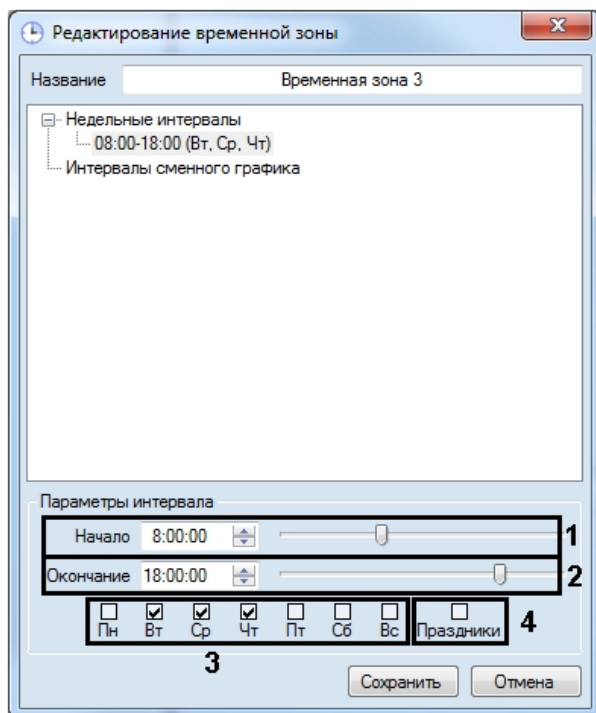 Редактирование временной зоны
Название Временная зона 3
Недельные интервалы
08:00-18:00 (Вт, Ср, Чт)
Интервалы сменного графика
Параметры интервала
Начало 8:00:00 1
Окончание 18:00:00 2
Пн Вт Ср Чт Пт Сб Вс Праздники 4
3
Сохранить Отмена